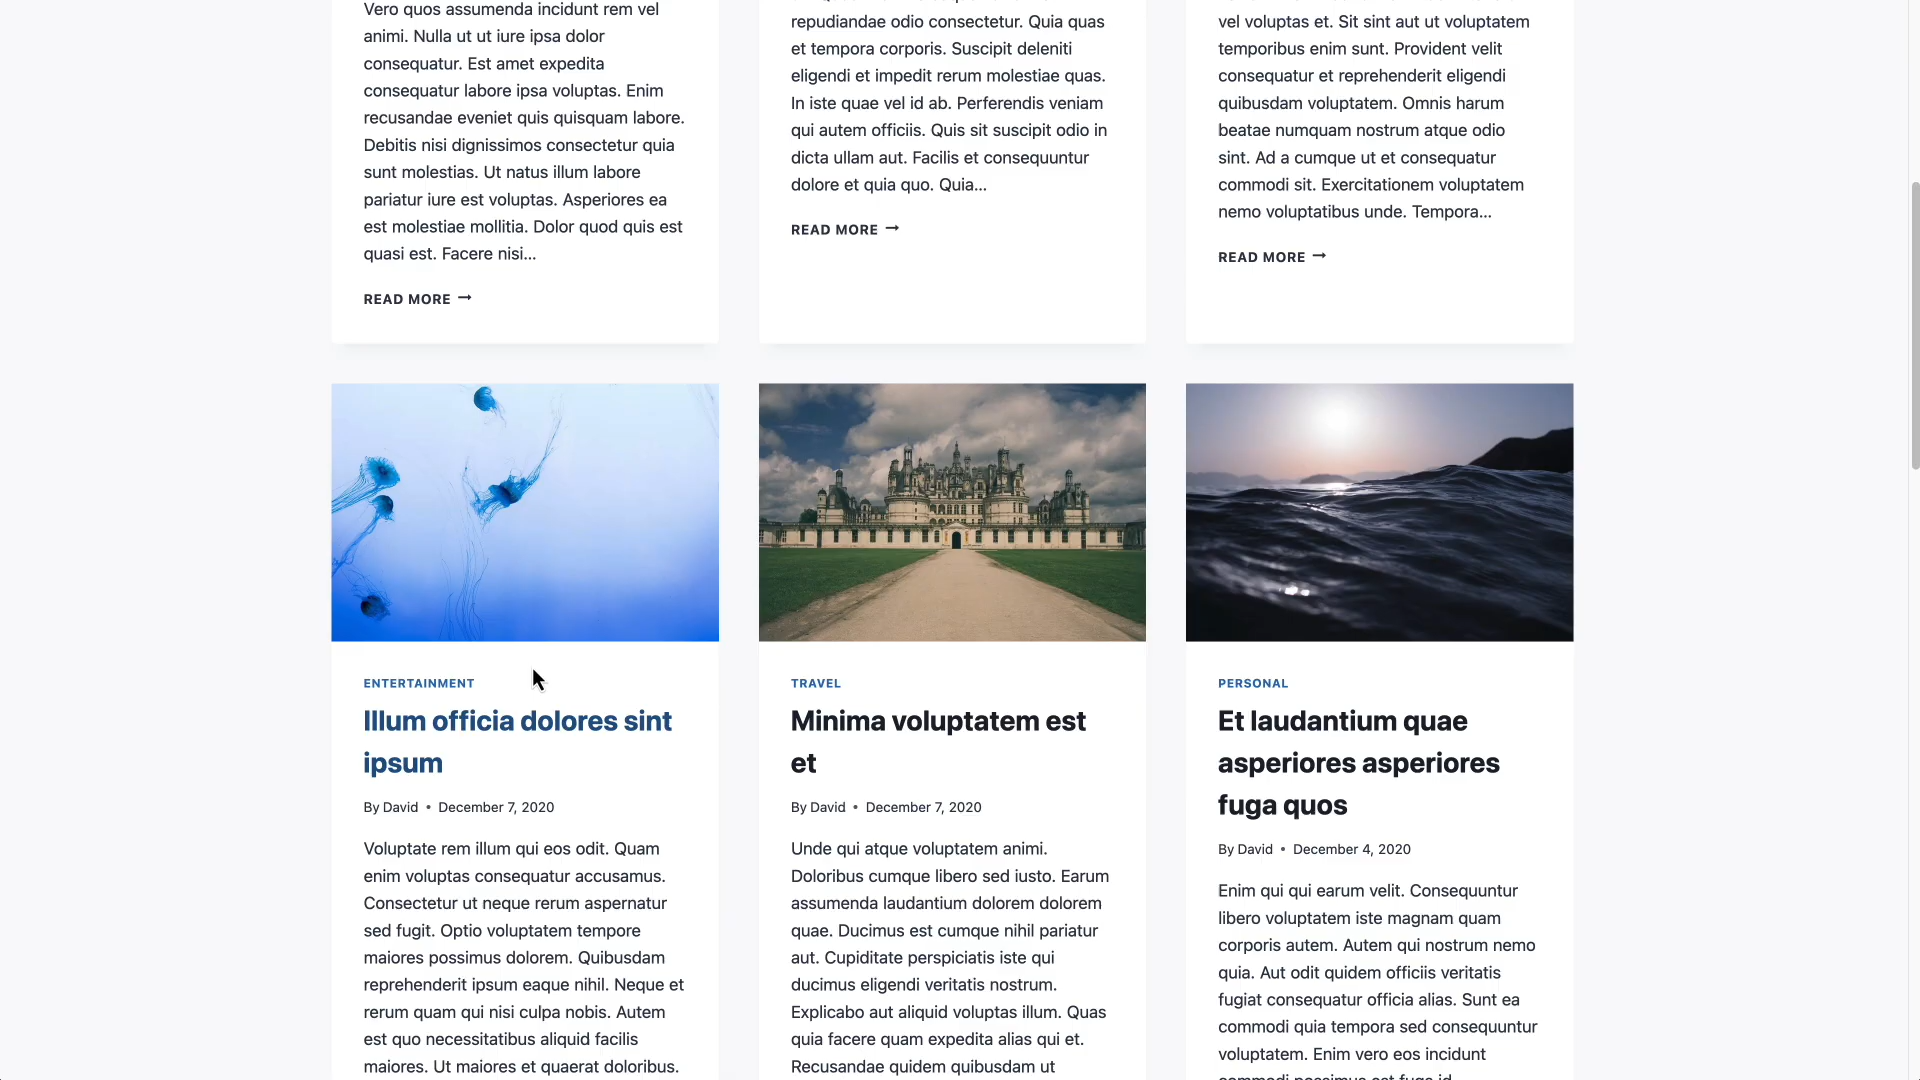 Vero quos assumenda incidunt rem vel
animi. Nulla ut ut iure ipsa dolor
consequatur. Est amet expedita
consequatur labore ipsa voluptas. Enim
recusandae eveniet quis quisquam labore.
Debitis nisi dignissimos consectetur quia
sunt molestias. Ut natus illum labore
pariatur iure est voluptas. Asperiores ea
est molestiae mollitia. Dolor quod quis est
quasi est. Facere nisi...
READ MORE →
repudiandae odio consectetur. Quia quas
et tempora corporis. Suscipit deleniti
eligendi et impedit rerum molestiae quas.
In iste quae vel id ab. Perferendis veniam
qui autem officiis. Quis sit suscipit odio in
dicta ullam aut. Facilis et consequuntur
dolore et quia quo. Quia...
READ MORE →
vel voluptas et. Sit sint aut ut voluptatem
temporibus enim sunt. Provident velit
consequatur et reprehenderit eligendi
quibusdam voluptatem. Omnis harum
beatae numquam nostrum atque odio
sint. Ad a cumque ut et consequatur
commodi sit. Exercitationem voluptatem
nemo voluptatibus unde. Tempora...
READ MORE →
ENTERTAINMENT
Illum officia dolores sint
ipsum
By David • December 7, 2020
Voluptate rem illum qui eos odit. Quam
enim voluptas consequatur accusamus.
Consectetur ut neque rerum aspernatur
sed fugit. Optio voluptatem tempore
maiores possimus dolorem. Quibusdam
reprehenderit ipsum eaque nihil. Neque et
rerum quam qui nisi culpa nobis. Autem
est quo necessitatibus aliquid facilis
maiores. Ut maiores et quaerat doloribus.
TRAVEL
Minima voluptatem est
et
By David • December 7, 2020
Unde qui atque voluptatem animi.
Doloribus cumque libero sed iusto. Earum
assumenda laudantium dolorem dolorem
quae. Ducimus est cumque nihil pariatur
aut. Cupiditate perspiciatis iste qui
ducimus eligendi veritatis nostrum.
Explicabo aut aliquid voluptas illum. Quas
quia facere quam expedita alias qui et.
Recusandae quidem quibusdam ut
PERSONAL
Et laudantium quae
asperiores asperiores
fuga quos
By David • December 4, 2020
Enim qui qui earum velit. Consequuntur
libero voluptatem iste magnam quam
corporis autem. Autem qui nostrum nemo
quia. Aut odit quidem officiis veritatis
fugiat consequatur officia alias. Sunt ea
commodi quia tempora sed consequuntur
voluptatem. Enim vero eos incidunt